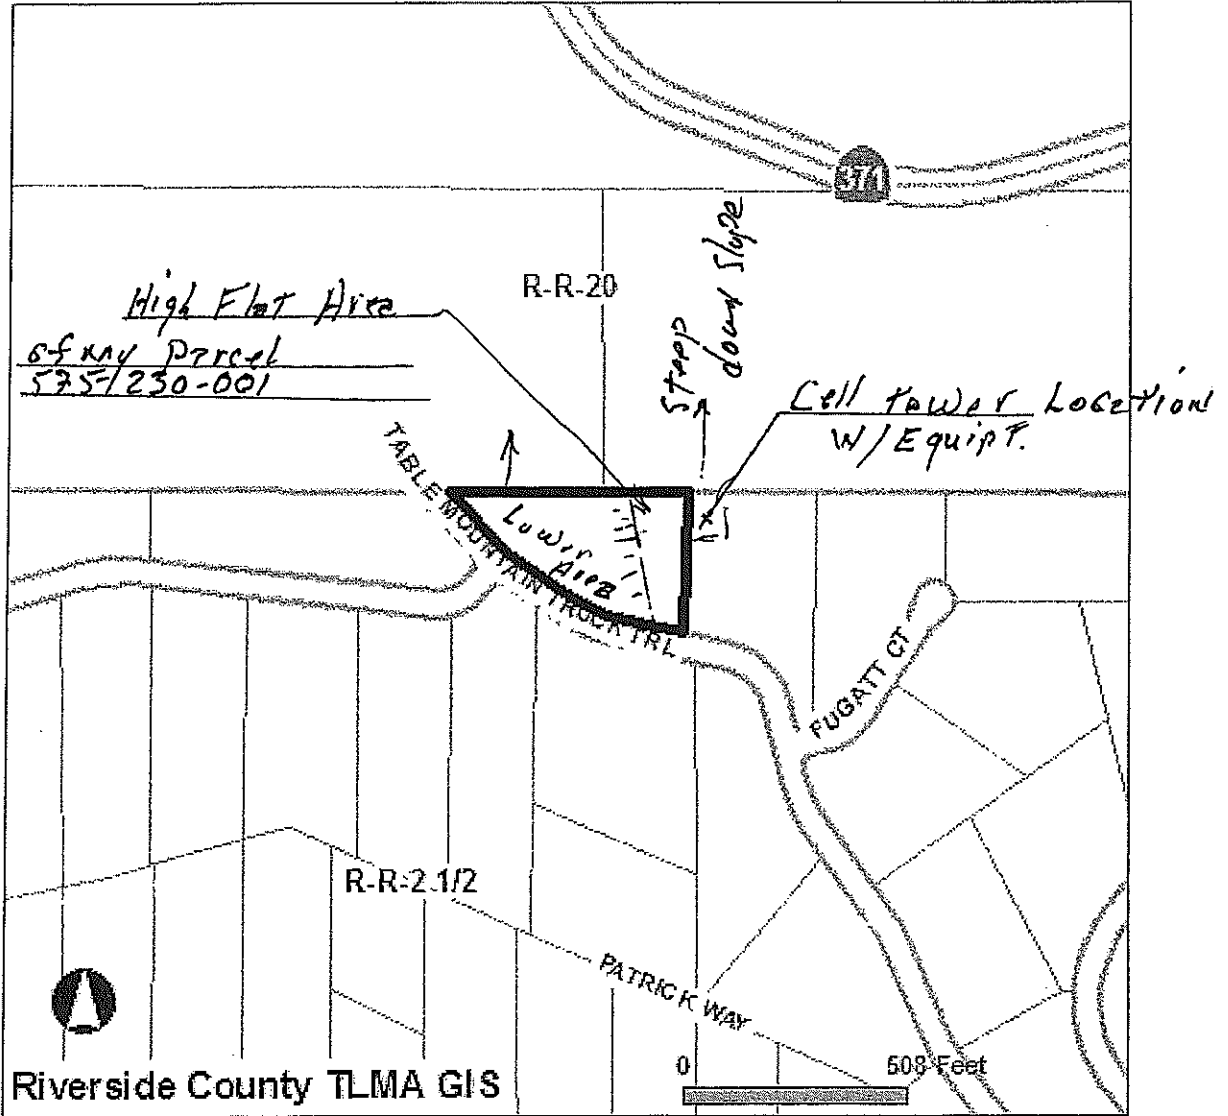 371
R-R-20
Steep
down Slope
High Flat Area
of my Parcel
575-230-001
Cell Tower Location
W/ Equipt.
TABLE MOUNTAIN TRUCK TRL
Lower
Area
FUGATT CT
R-R-2 1/2
PATRICK WAY
0 508 Feet
Riverside County TLMA GIS